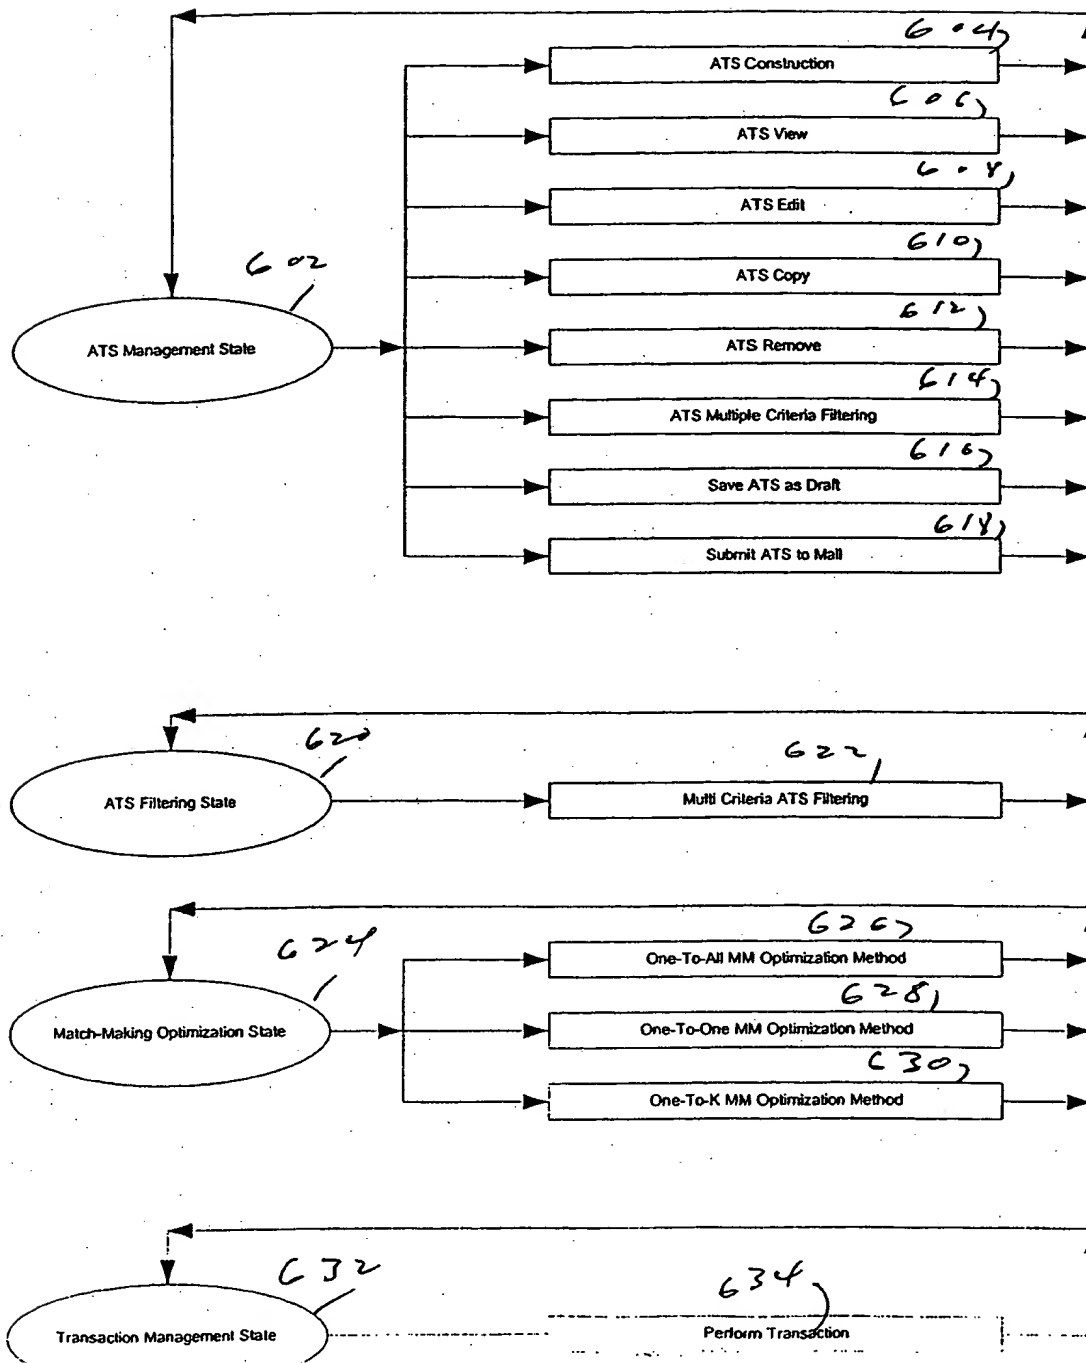 604
ATS Construction
606
ATS View
608
ATS Edit
602
610
ATS Copy
612
ATS Management State
ATS Remove
614
ATS Multiple Criteria Filtering
616
Save ATS as Draft
618
Submit ATS to Mall
620
622
ATS Filtering State
Multi Criteria ATS Filtering
624
626
One-To-All MM Optimization Method
628
Match-Making Optimization State
One-To-One MM Optimization Method
630
One-To-K MM Optimization Method
632
634
Transaction Management State
Perform Transaction